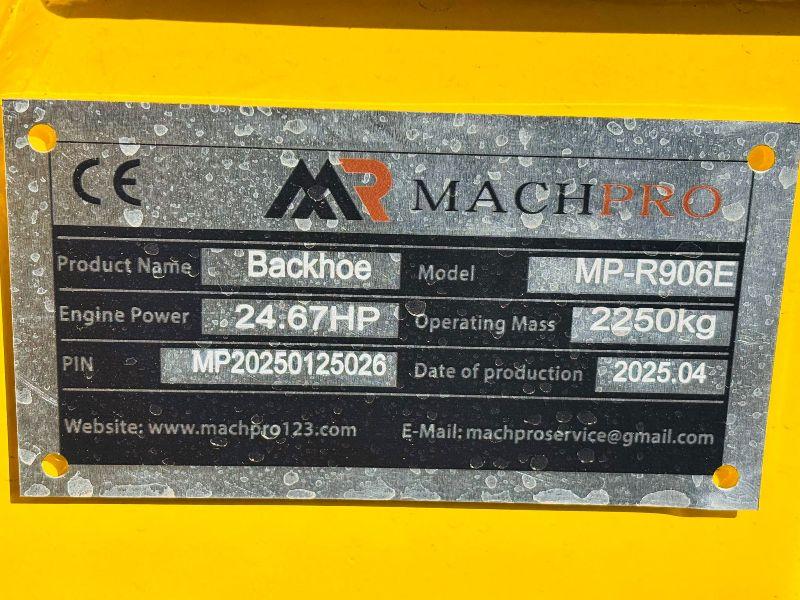 CE MR MACHPRO
Product Name Backhoe Model MP-R906E
Engine Power 24.67HP Operating Mass 2250kg
PIN MP20250125026 Date of production 2025.04
Website: www.machpro123.com E-Mail: machproservice@gmail.com